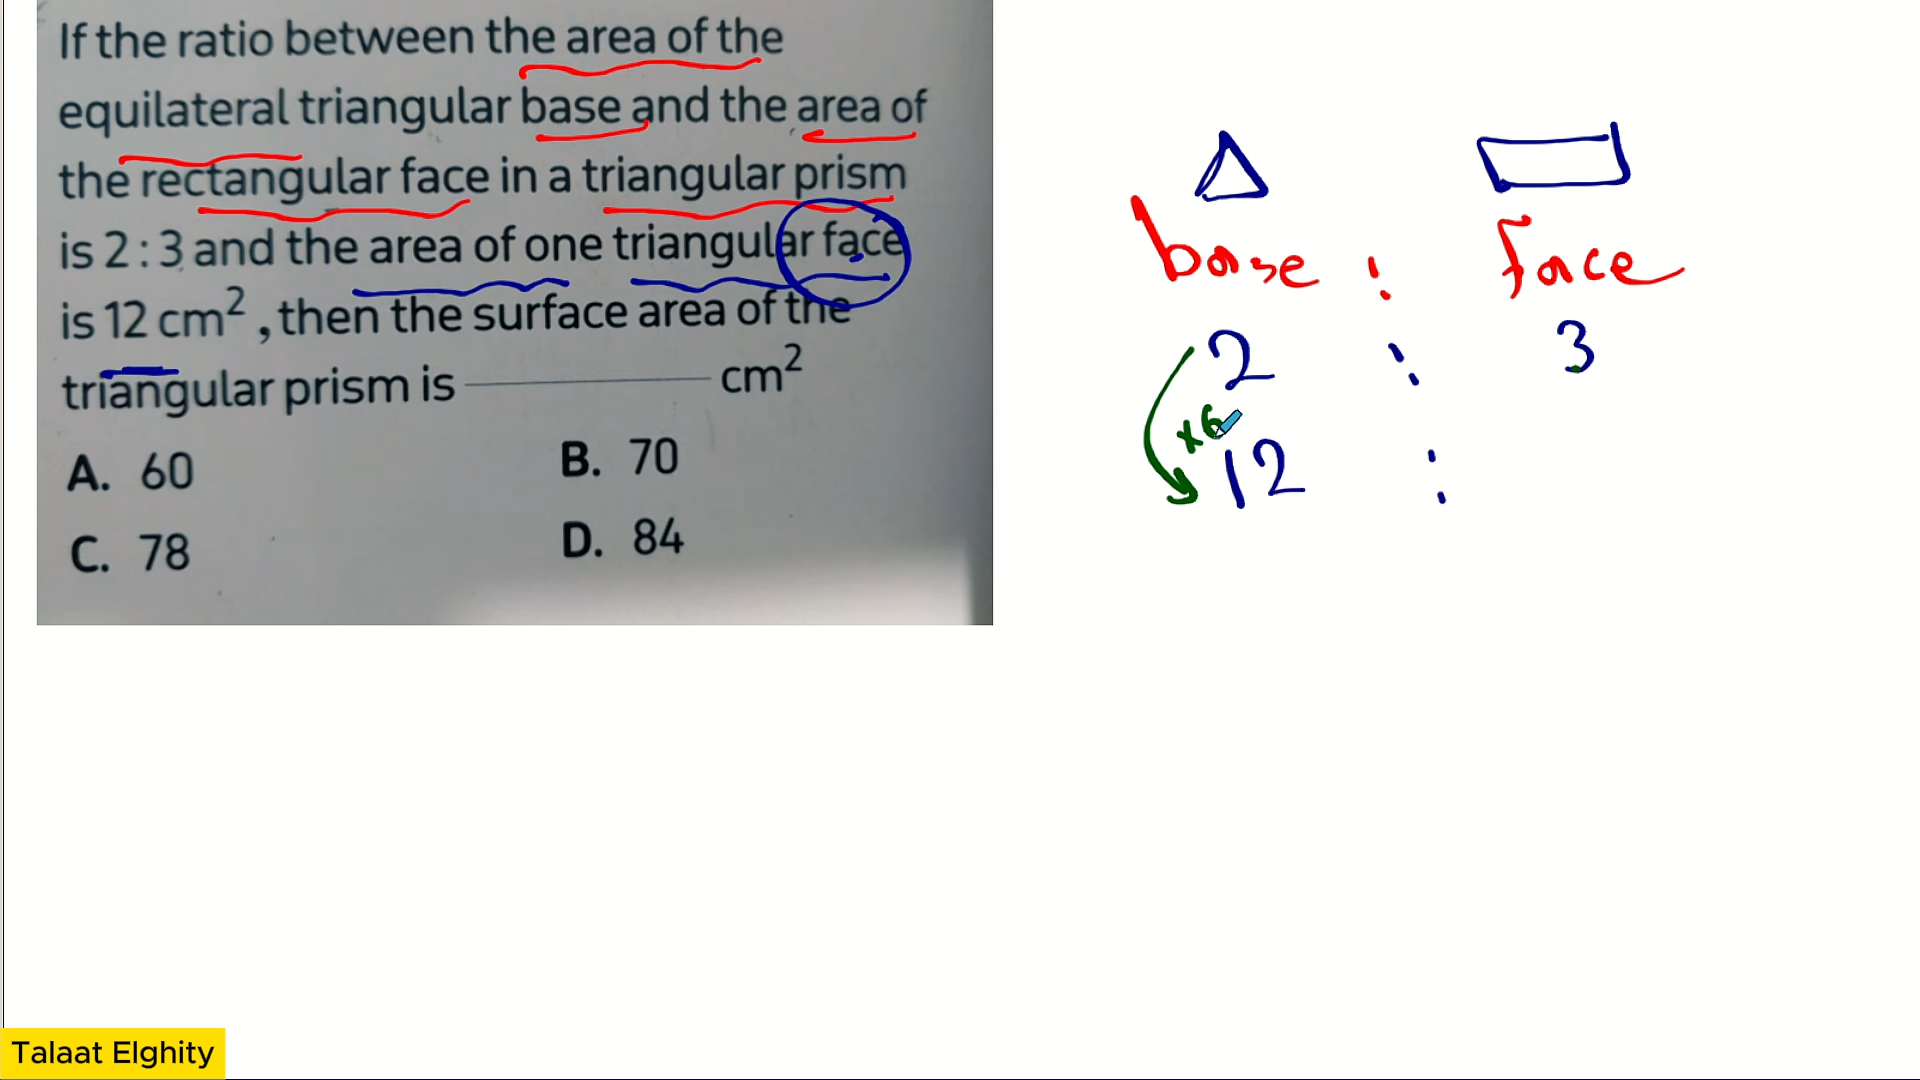 If the ratio between the area of the
equilateral triangular base and the area of
the rectangular face in a triangular prism
is 2 : 3 and the area of one triangular face
is 12 cm², then the surface area of the
triangular prism is ____________ cm²
A. 60
B. 70
C. 78
D. 84
base : face
2 : 3
×6
12 :
Talaat Elghity